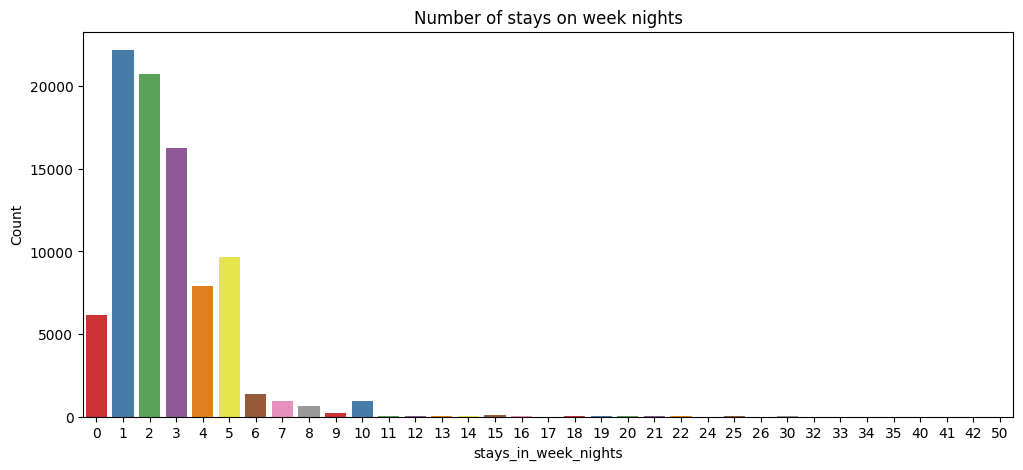 Number of stays on week nights
Count
20000
15000
10000
5000
0
0 1 2 3 4 5 6 7 8 9 10 11 12 13 14 15 16 17 18 19 20 21 22 24 25 26 30 32 33 34 35 40 41 42 50
stays_in_week_nights